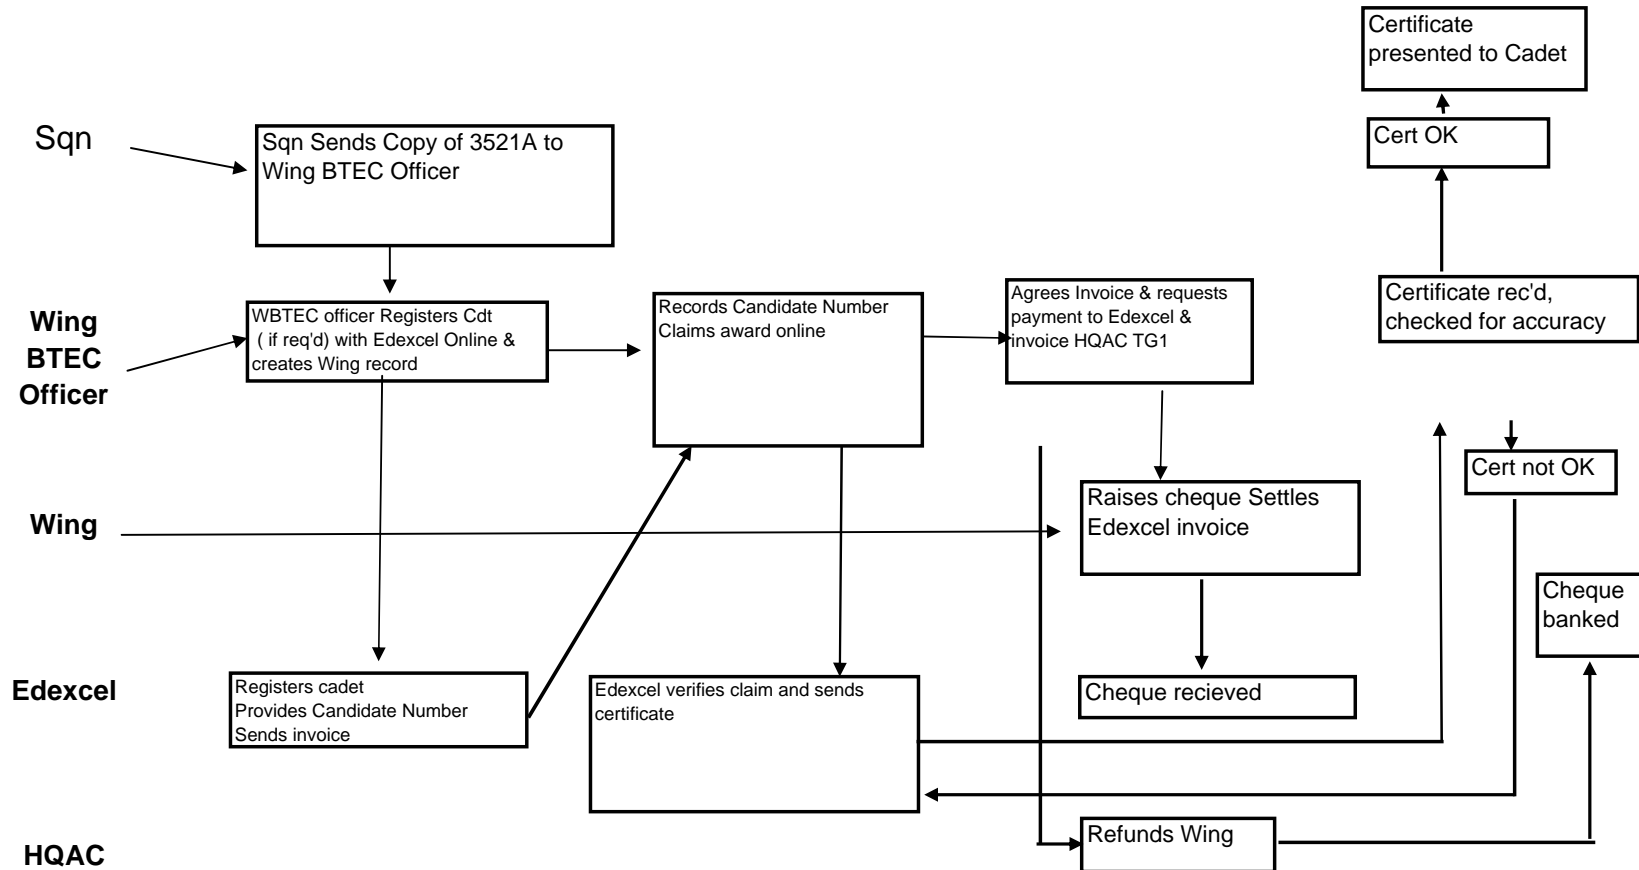 Certificate
presented to Cadet
Sqn
Sqn Sends Copy of 3521A to
Wing BTEC Officer
Cert OK
Wing
BTEC
Officer
WBTEC officer Registers Cdt
( if req'd) with Edexcel Online &
creates Wing record
Records Candidate Number
Claims award online
Agrees Invoice & requests
payment to Edexcel &
invoice HQAC TG1
Certificate rec'd,
checked for accuracy
Cert not OK
Wing
Raises cheque Settles
Edexcel invoice
Cheque
banked
Edexcel
Registers cadet
Provides Candidate Number
Sends invoice
Edexcel verifies claim and sends
certificate
Cheque recieved
HQAC
Refunds Wing